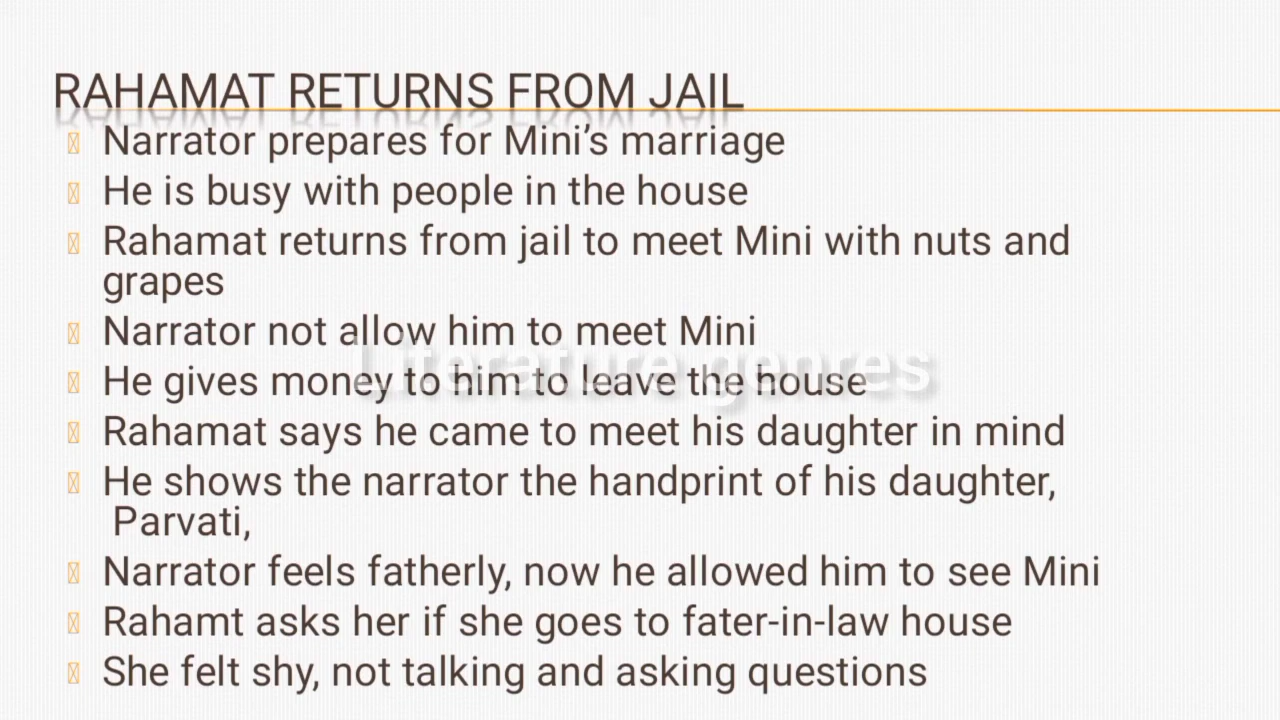 RAHAMAT RETURNS FROM JAIL
Narrator prepares for Mini’s marriage
He is busy with people in the house
Rahamat returns from jail to meet Mini with nuts and
grapes
Narrator not allow him to meet Mini
Literature genres
He gives money to him to leave the house
Rahamat says he came to meet his daughter in mind
He shows the narrator the handprint of his daughter,
Parvati,
Narrator feels fatherly, now he allowed him to see Mini
Rahamt asks her if she goes to fater-in-law house
She felt shy, not talking and asking questions